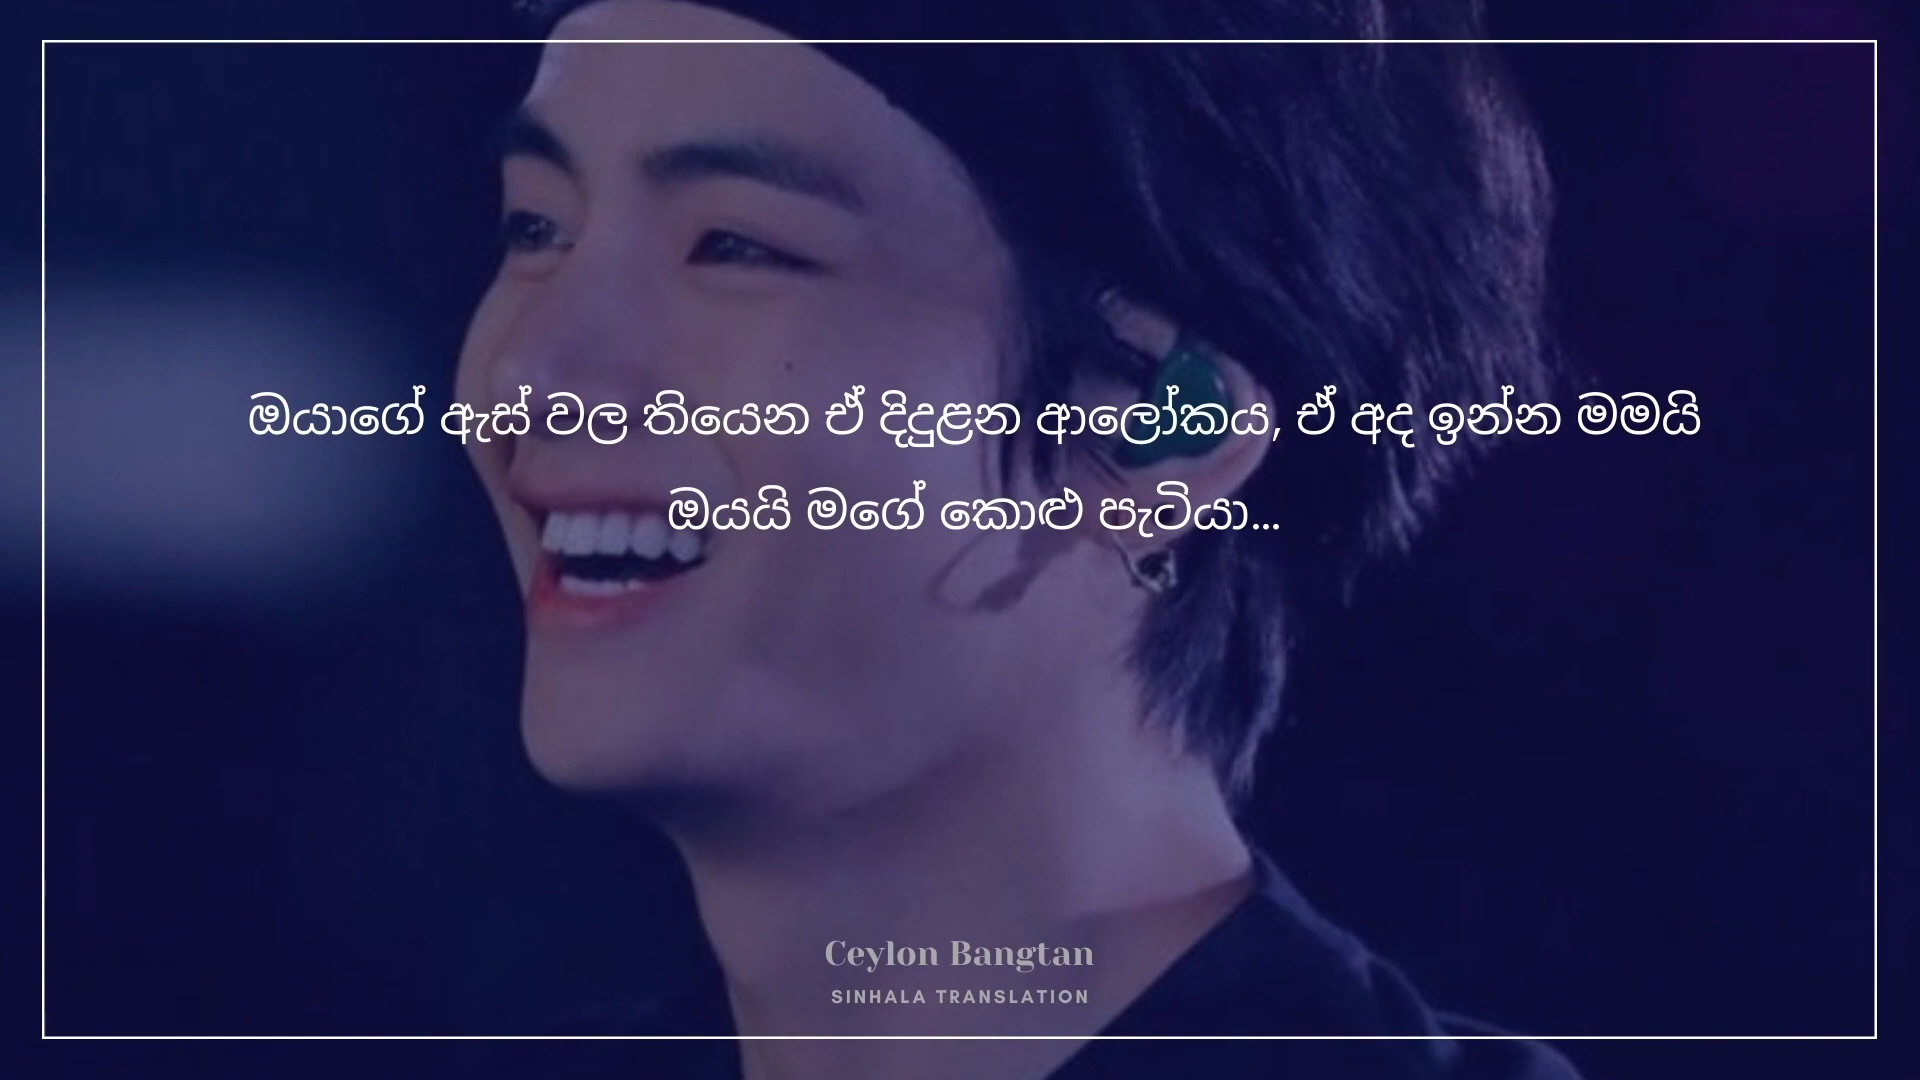 ඔයාගේ ඇස් වල තියෙන ඒ දිදුළන ආලෝකය, ඒ අද ඉන්න මමයි
ඔයයි මගේ කොළු පැටියා...
Ceylon Bangtan
SINHALA TRANSLATION